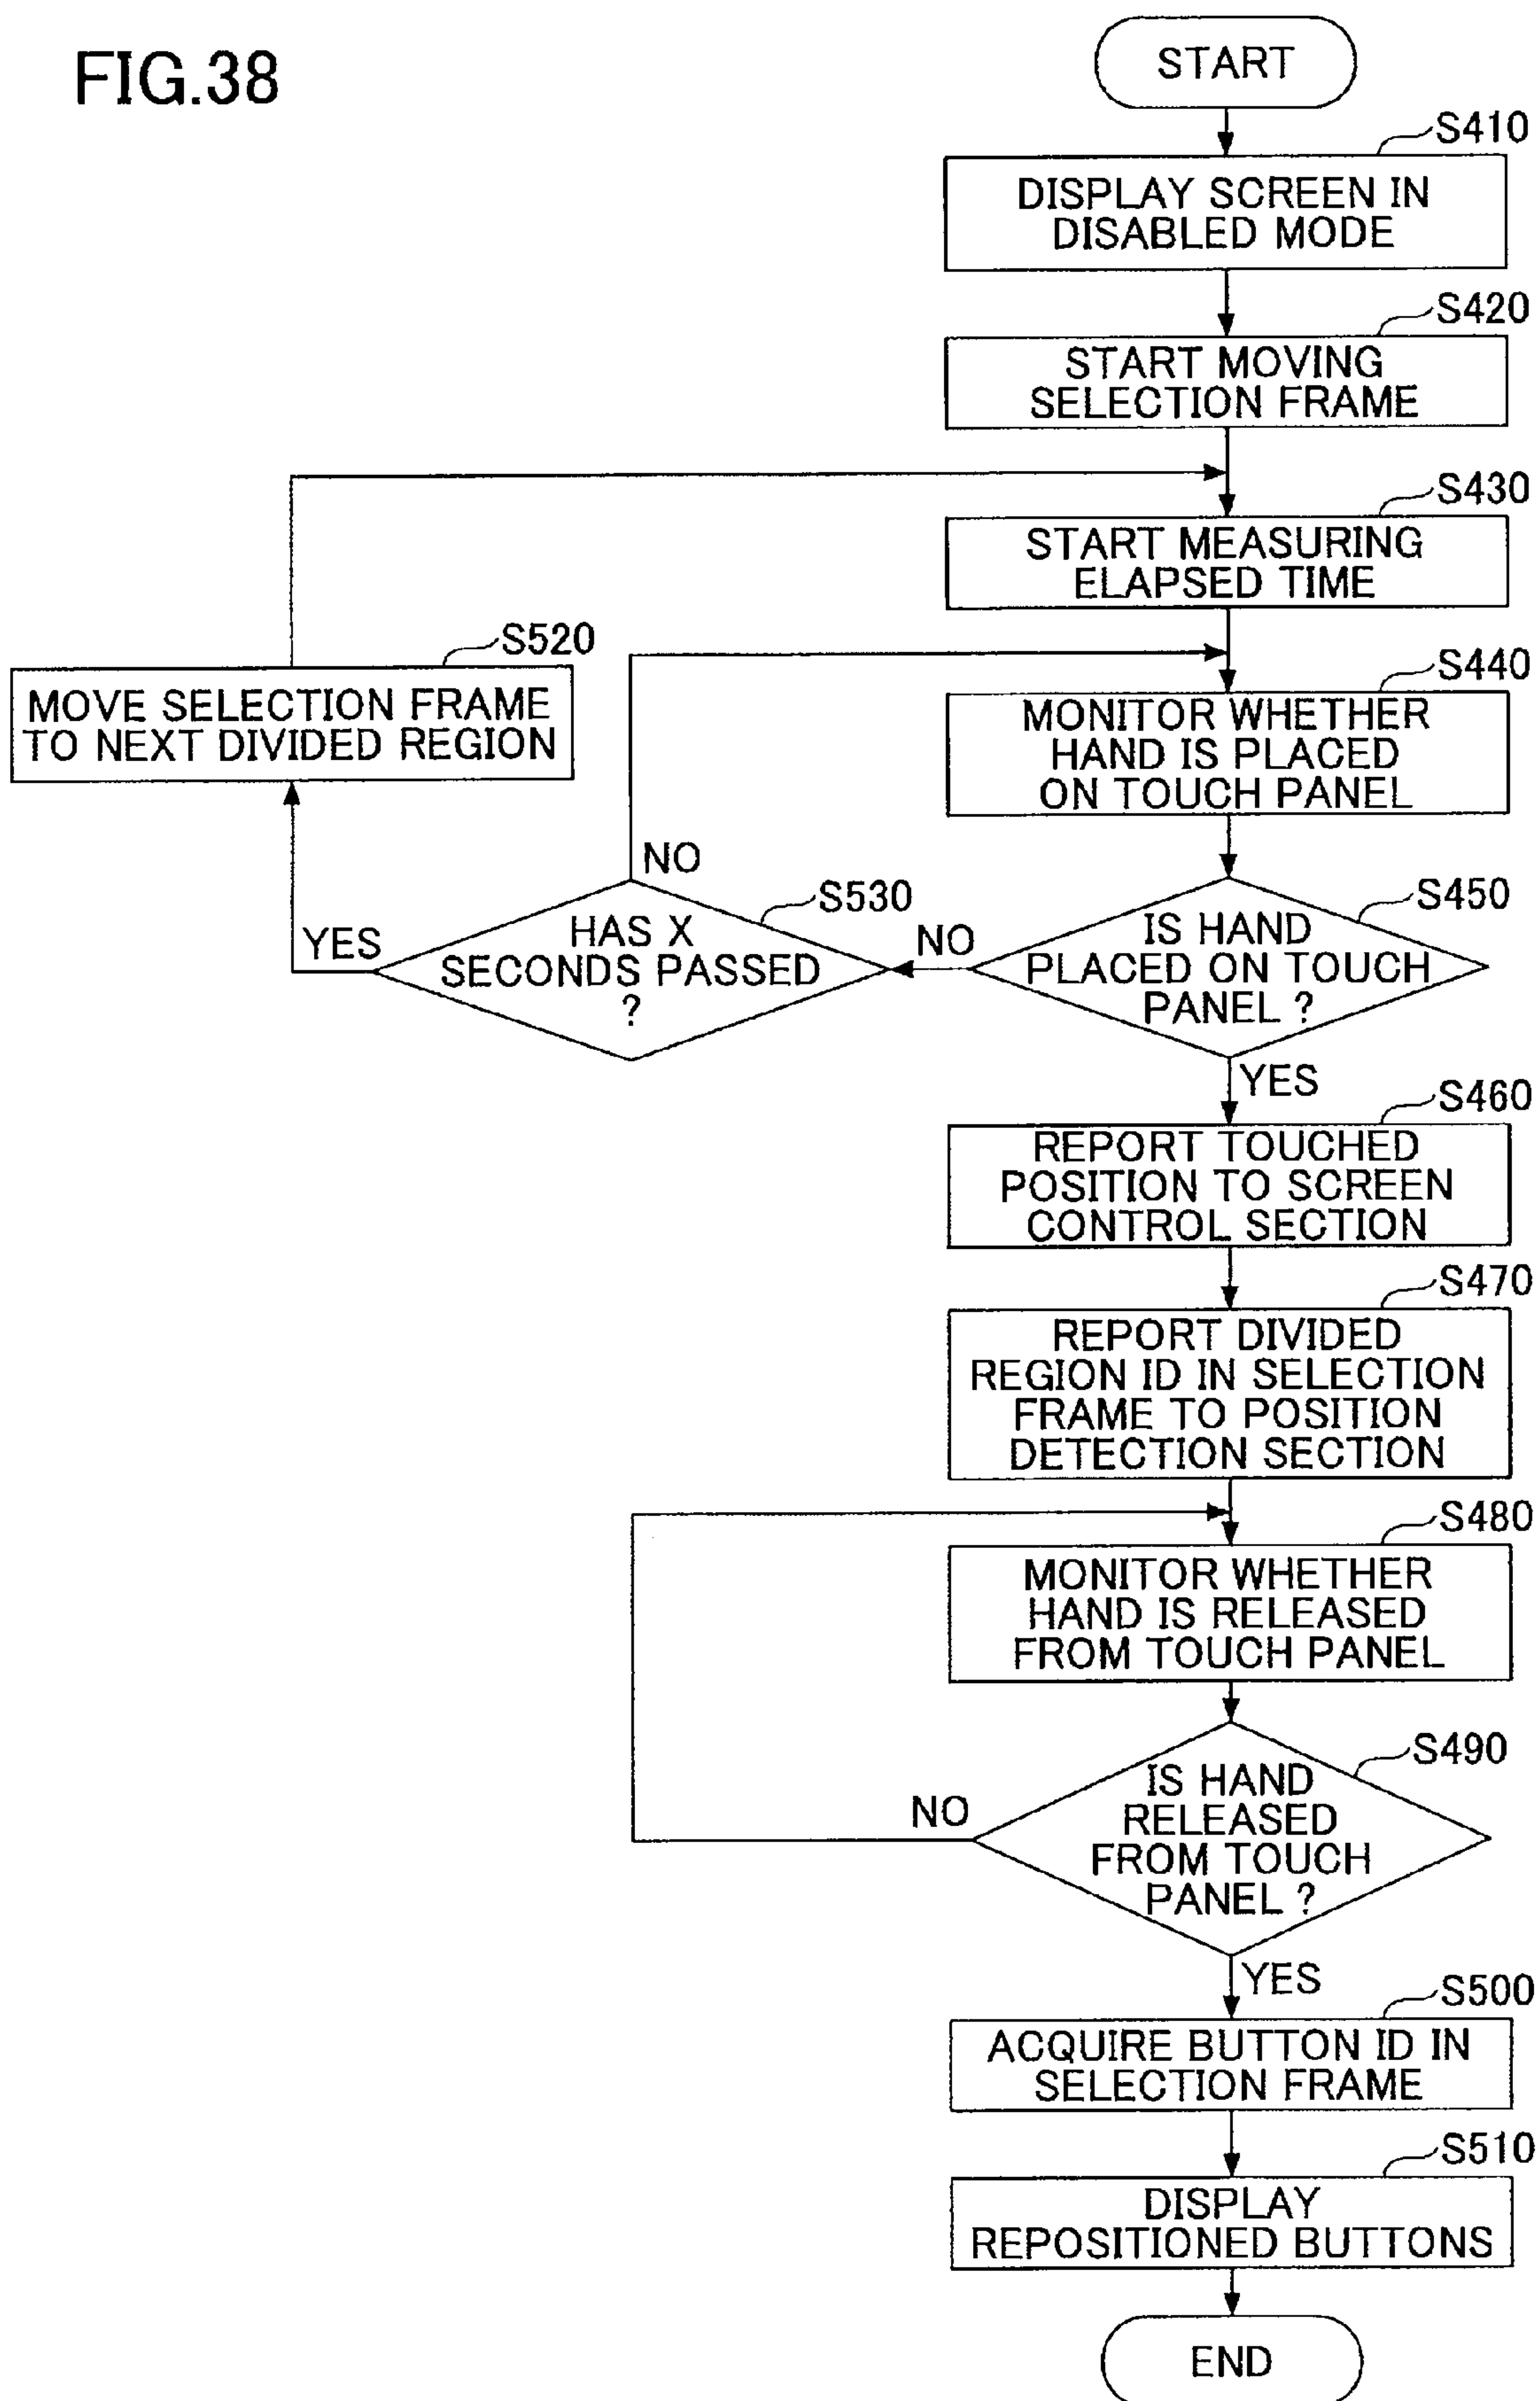 FIG.38
START
S410
DISPLAY SCREEN IN
DISABLED MODE
S420
START MOVING
SELECTION FRAME
S430
START MEASURING
ELAPSED TIME
S520
MOVE SELECTION FRAME
TO NEXT DIVIDED REGION
S440
MONITOR WHETHER
HAND IS PLACED
ON TOUCH PANEL
NO
S530
HAS X
SECONDS PASSED
?
YES
NO
S450
IS HAND
PLACED ON TOUCH
PANEL ?
YES
S460
REPORT TOUCHED
POSITION TO SCREEN
CONTROL SECTION
S470
REPORT DIVIDED
REGION ID IN SELECTION
FRAME TO POSITION
DETECTION SECTION
S480
MONITOR WHETHER
HAND IS RELEASED
FROM TOUCH PANEL
S490
NO
IS HAND
RELEASED
FROM TOUCH
PANEL ?
YES
S500
ACQUIRE BUTTON ID IN
SELECTION FRAME
S510
DISPLAY
REPOSITIONED BUTTONS
END